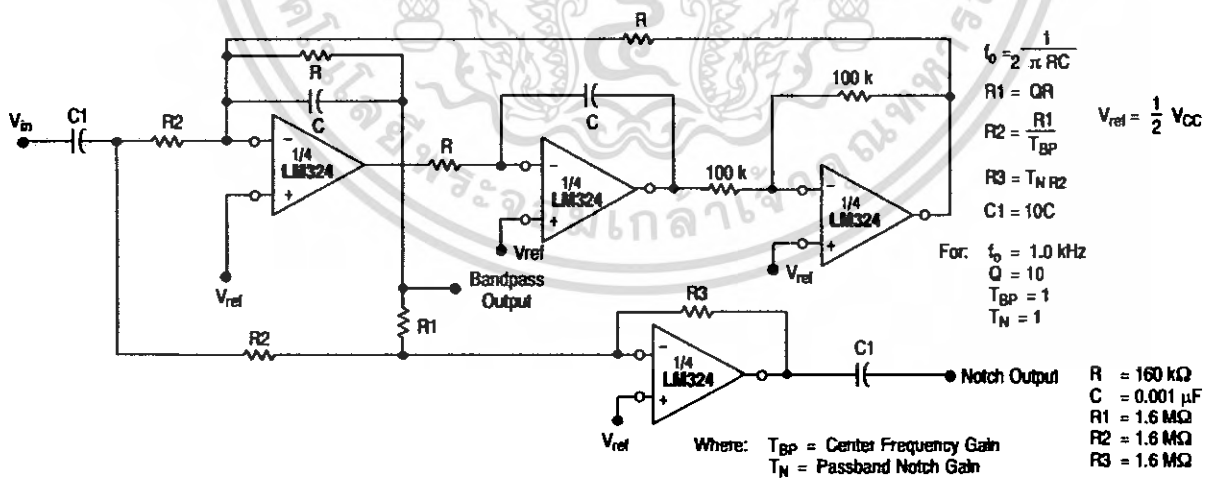 R
R
C
V_in
C1
R2
1/4
LM324
V_ref
R
C
1/4
LM324
Vref
100 k
100 k
1/4
LM324
V_ref
Bandpass
Output
R1
R2
R3
1/4
LM324
V_ref
C1
Notch Output
f_o = 2 1/π RC
R1 = QR
R2 = R1/T_BP
R3 = T_N R2
C1 = 10C
V_ref = 1/2 V_CC
For: f_o = 1.0 kHz
Q = 10
T_BP = 1
T_N = 1
R = 160 kΩ
C = 0.001 µF
R1 = 1.6 MΩ
R2 = 1.6 MΩ
R3 = 1.6 MΩ
Where: T_BP = Center Frequency Gain
T_N = Passband Notch Gain